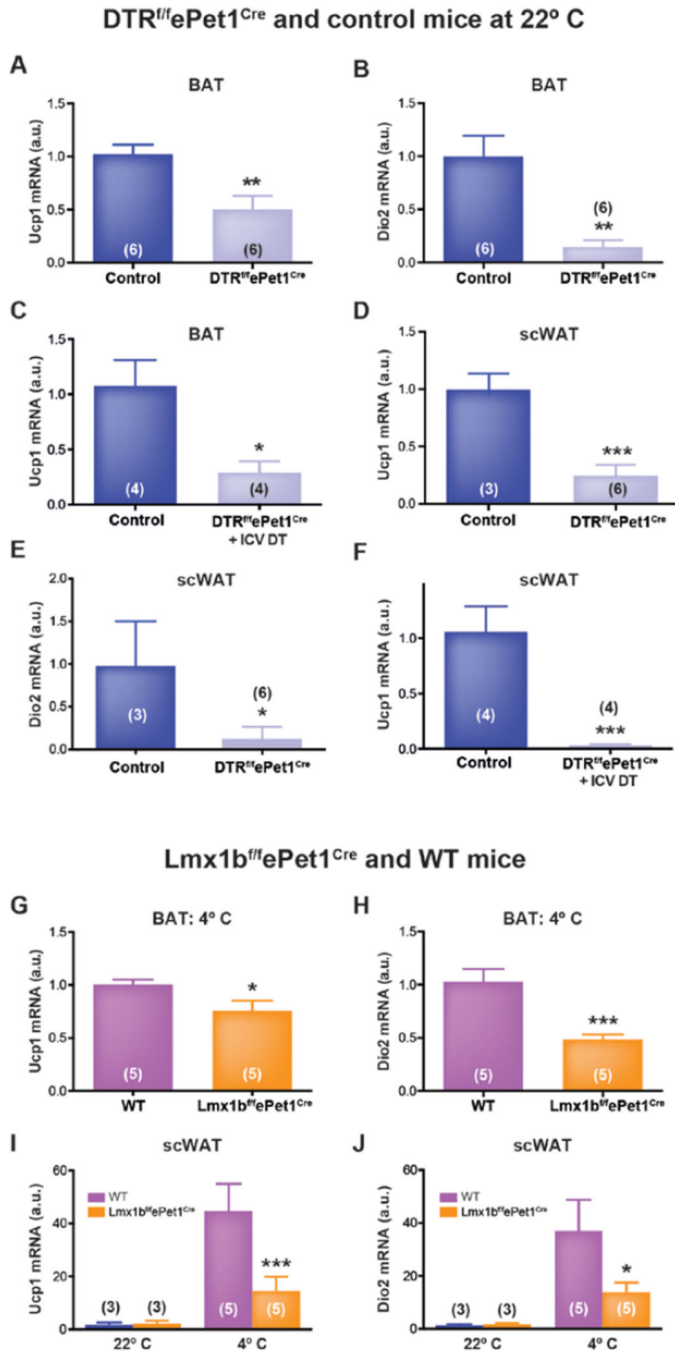 DTRf/fePet1Cre and control mice at 22º C
A
BAT
Ucp1 mRNA (a.u.)
1.5
1.0
0.5
0.0
**
(6)
(6)
Control
DTRf/fePet1Cre
B
BAT
Dio2 mRNA (a.u.)
1.5
1.0
0.5
0.0
(6)
**
(6)
Control
DTRf/fePet1Cre
C
BAT
Ucp1 mRNA (a.u.)
1.5
1.0
0.5
0.0
*
(4)
(4)
Control
DTRf/fePet1Cre
+ ICV DT
D
scWAT
Ucp1 mRNA (a.u.)
1.5
1.0
0.5
0.0
***
(3)
(6)
Control
DTRf/fePet1Cre
E
scWAT
Dio2 mRNA (a.u.)
2.0
1.5
1.0
0.5
0.0
(6)
*
(3)
Control
DTRf/fePet1Cre
F
scWAT
Ucp1 mRNA (a.u.)
1.0
0.5
0.0
(4)
***
(4)
Control
DTRf/fePet1Cre
+ ICV DT
Lmx1bf/fePet1Cre and WT mice
G
BAT: 4º C
Ucp1 mRNA (a.u.)
1.5
1.0
0.5
0.0
*
(5)
(5)
WT
Lmx1bf/fePet1Cre
H
BAT: 4º C
Dio2 mRNA (a.u.)
1.5
1.0
0.5
0.0
***
(5)
(5)
WT
Lmx1bf/fePet1Cre
I
scWAT
Ucp1 mRNA (a.u.)
60
40
20
0
WT
Lmx1bf/fePet1Cre
***
(3)
(3)
(5)
(5)
22º C
4º C
J
scWAT
Dio2 mRNA (a.u.)
60
40
20
0
WT
Lmx1bf/fePet1Cre
*
(3)
(3)
(5)
(5)
22º C
4º C